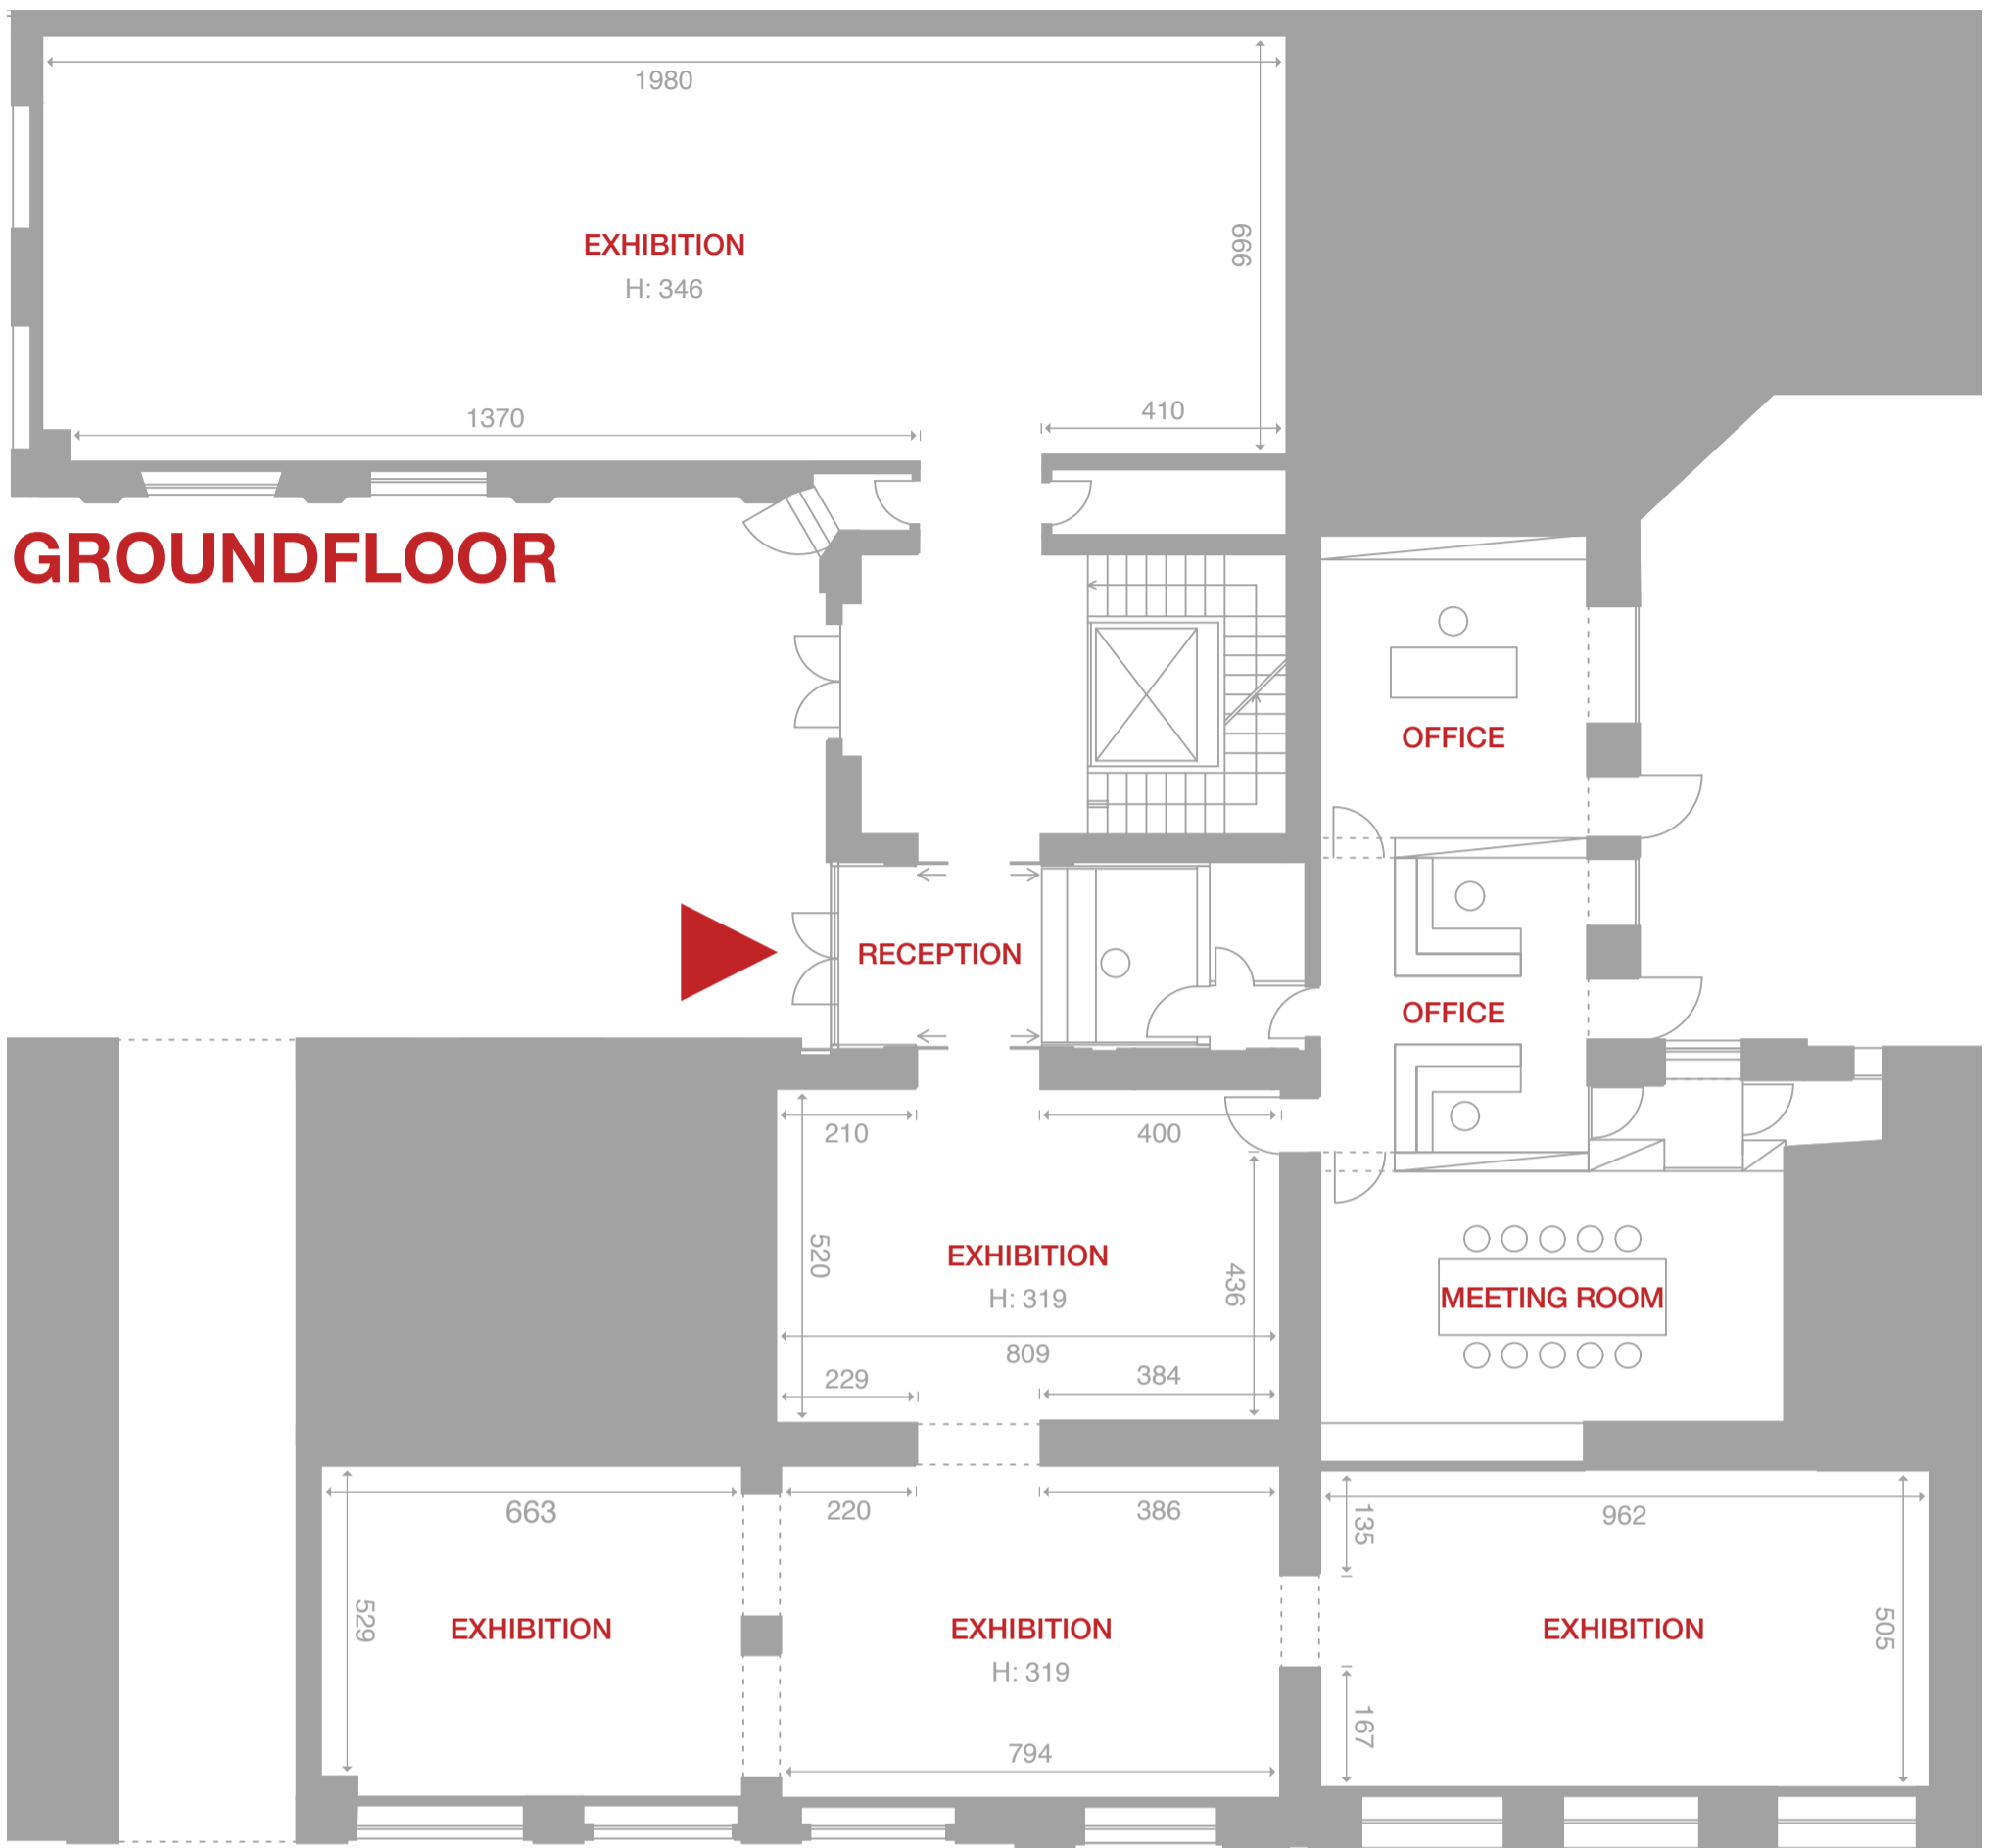 1980
EXHIBITION
H: 346
666
1370
410
GROUNDFLOOR
OFFICE
RECEPTION
OFFICE
210
400
520
EXHIBITION
H: 319
436
809
229
384
MEETING ROOM
663
220
386
135
962
529
EXHIBITION
EXHIBITION
H: 319
EXHIBITION
505
167
794